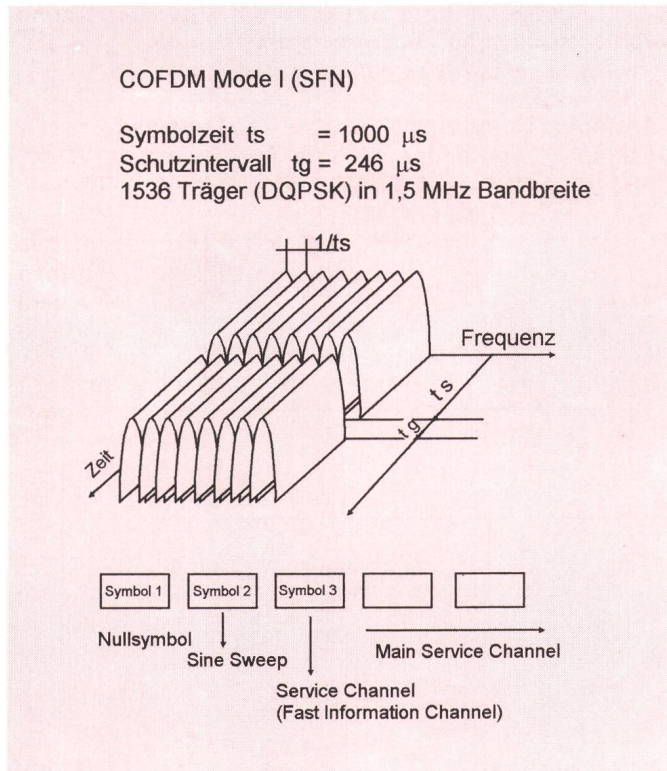 COFDM Mode I (SFN)
Symbolzeit ts = 1000 μs
Schutzintervall tg = 246 μs
1536 Träger (DQPSK) in 1,5 MHz Bandbreite
1/ts
Frequenz
ts
tg
Zeit
Symbol 1 Symbol 2 Symbol 3
Nullsymbol
Sine Sweep
Main Service Channel
Service Channel
(Fast Information Channel)